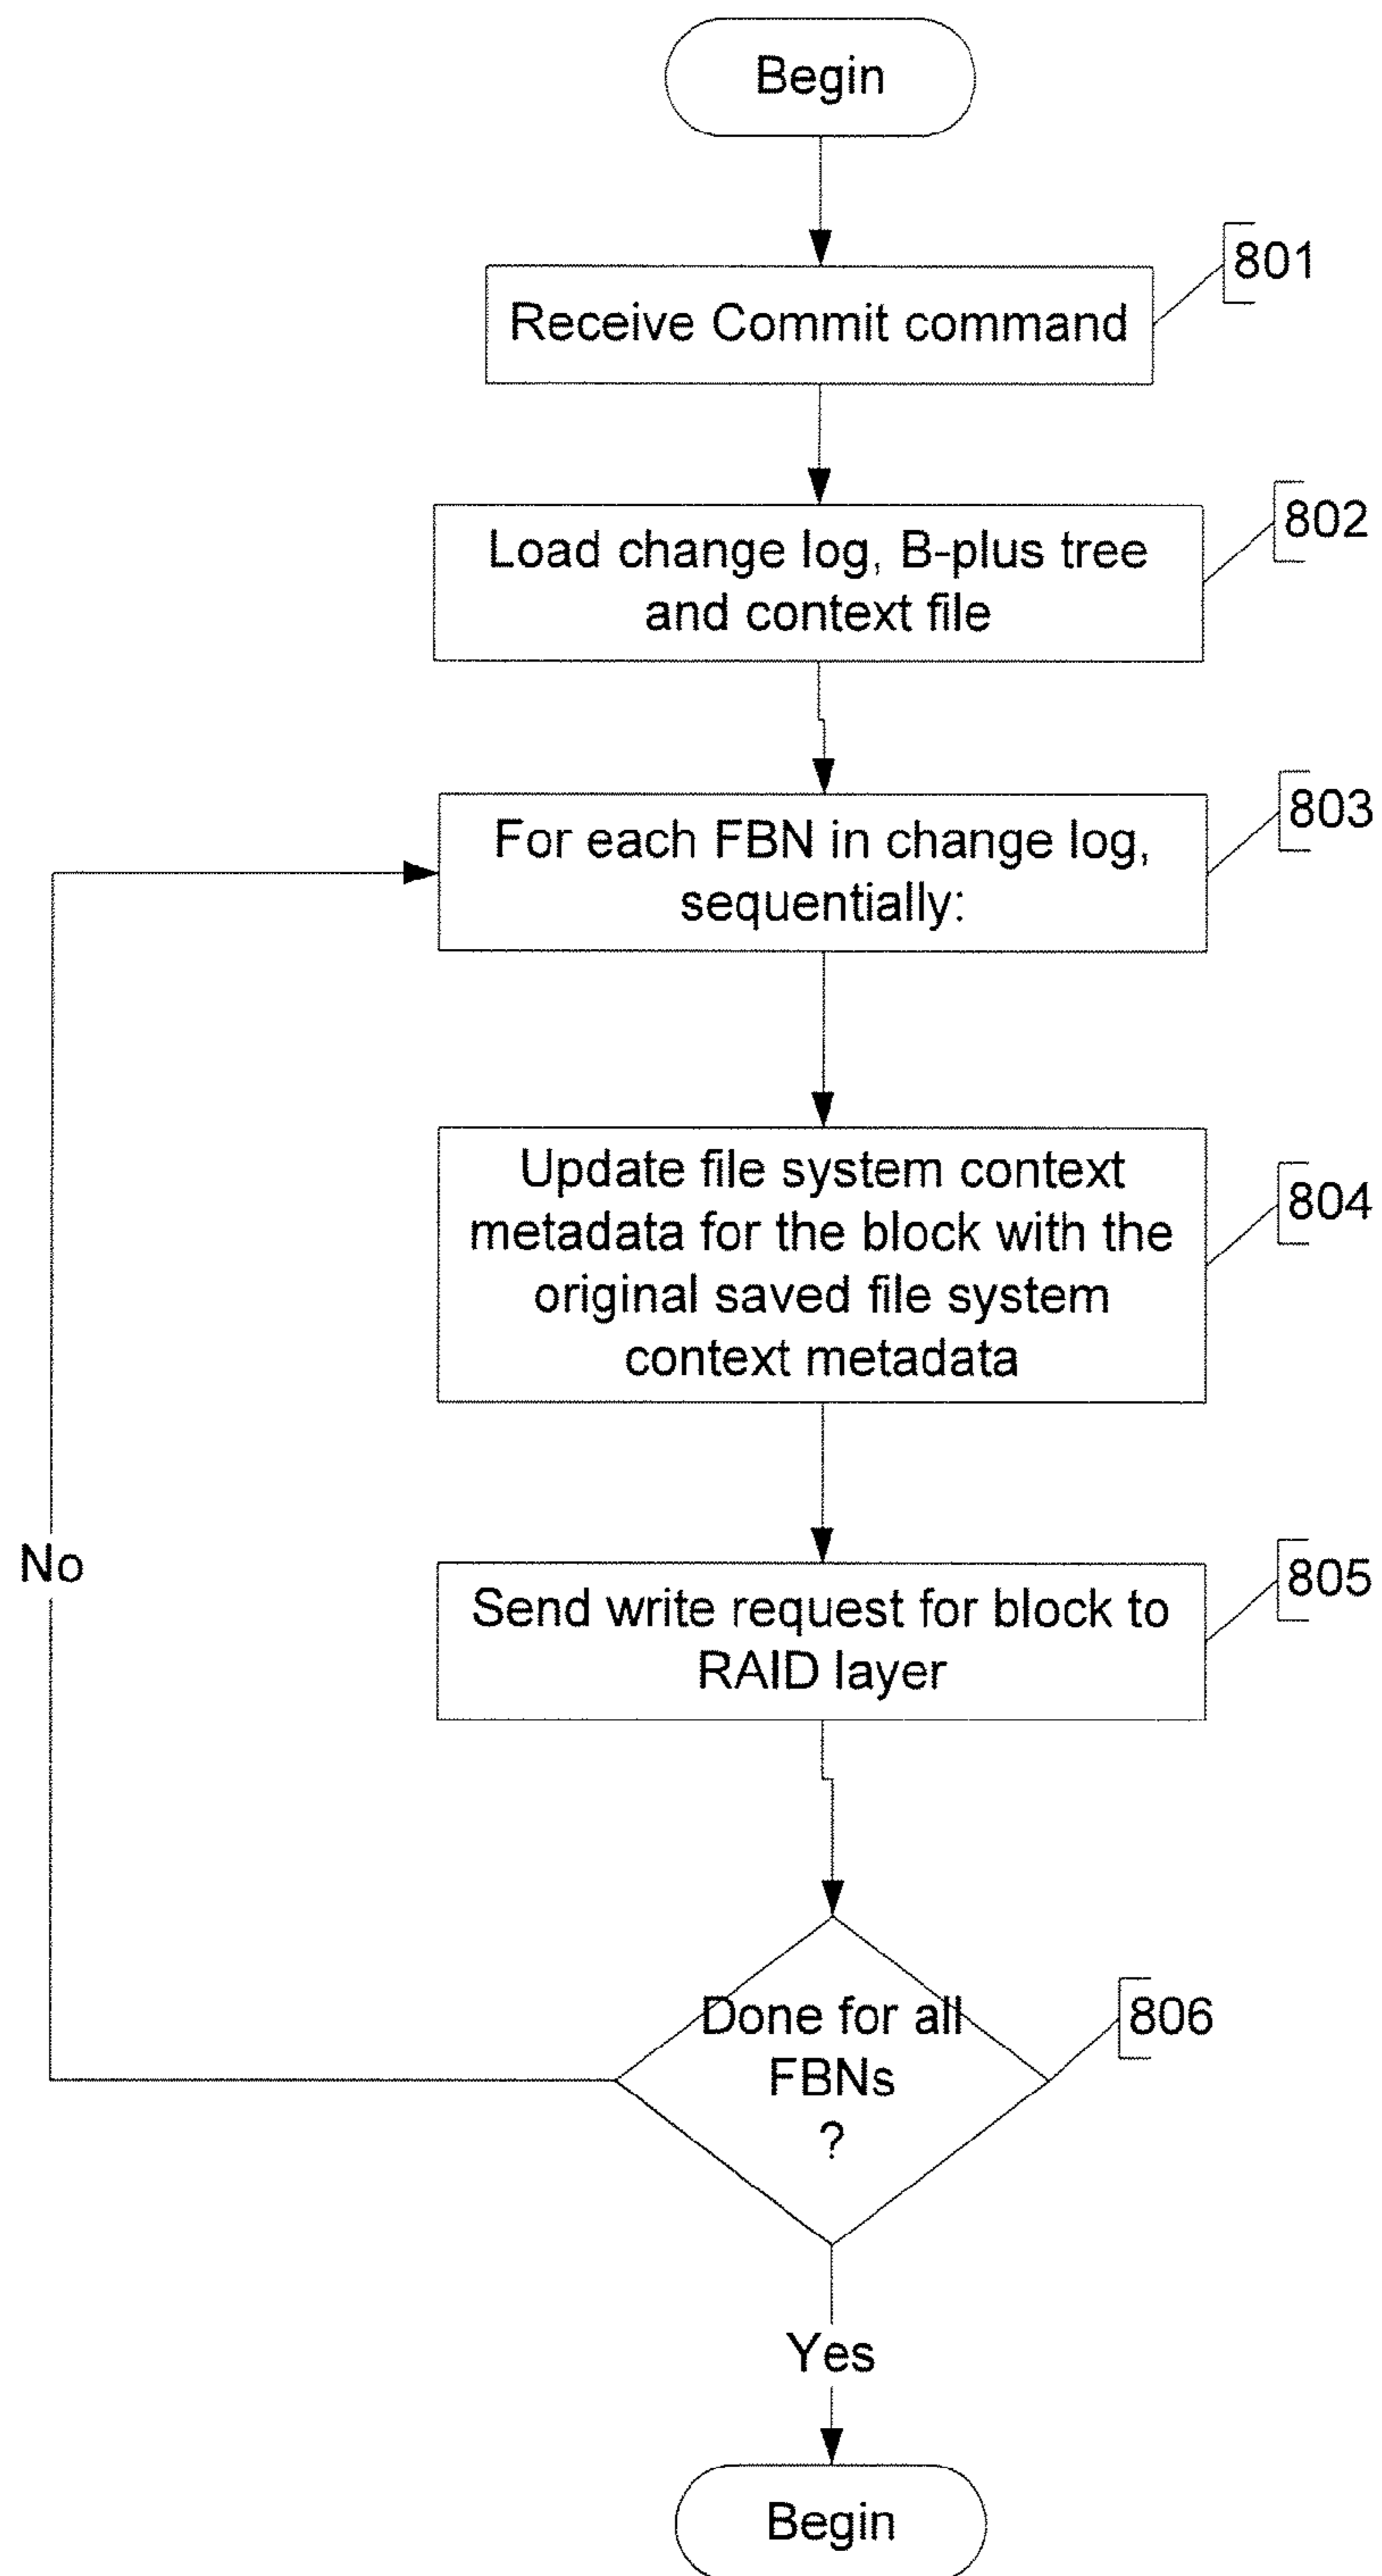 Begin
801
Receive Commit command
802
Load change log, B-plus tree
and context file
803
For each FBN in change log,
sequentially:
804
Update file system context
metadata for the block with the
original saved file system
context metadata
No
805
Send write request for block to
RAID layer
806
Done for all
FBNs
?
Yes
Begin